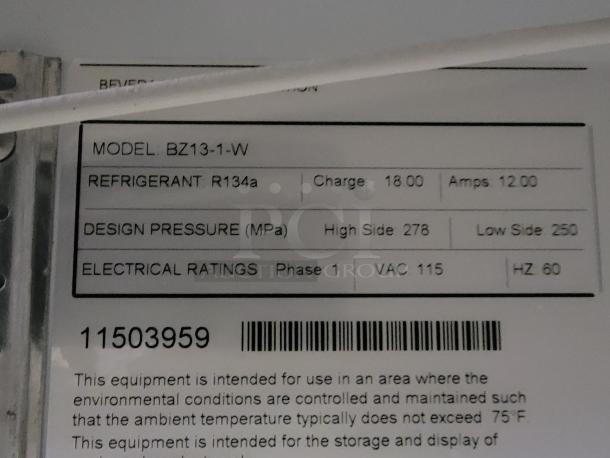 MODEL: BZ13-1-W
REFRIGERANT: R134a Charge: 18.00 Amps: 12.00
DESIGN PRESSURE (MPa) High Side: 278 Low Side: 250
ELECTRICAL RATINGS Phase: 1 VAC: 115 HZ: 60
PCI
AUCTION GROUP
11503959
This equipment is intended for use in an area where the
environmental conditions are controlled and maintained such
that the ambient temperature typically does not exceed 75°F.
This equipment is intended for the storage and display of